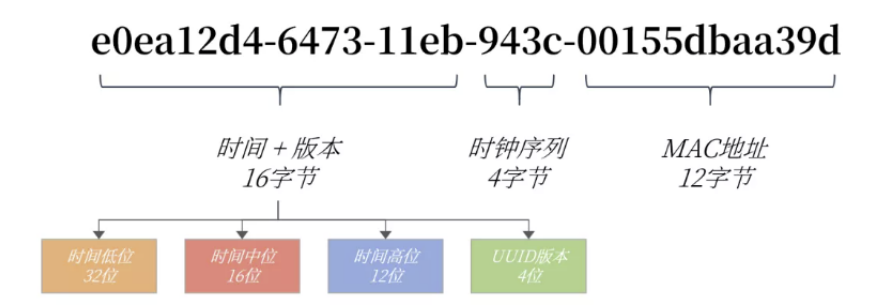 e0ea12d4-6473-11eb-943c-00155dbaa39d
时间 + 版本
16字节
时钟序列
4字节
MAC地址
12字节
时间低位
32位
时间中位
16位
时间高位
12位
UUID版本
4位